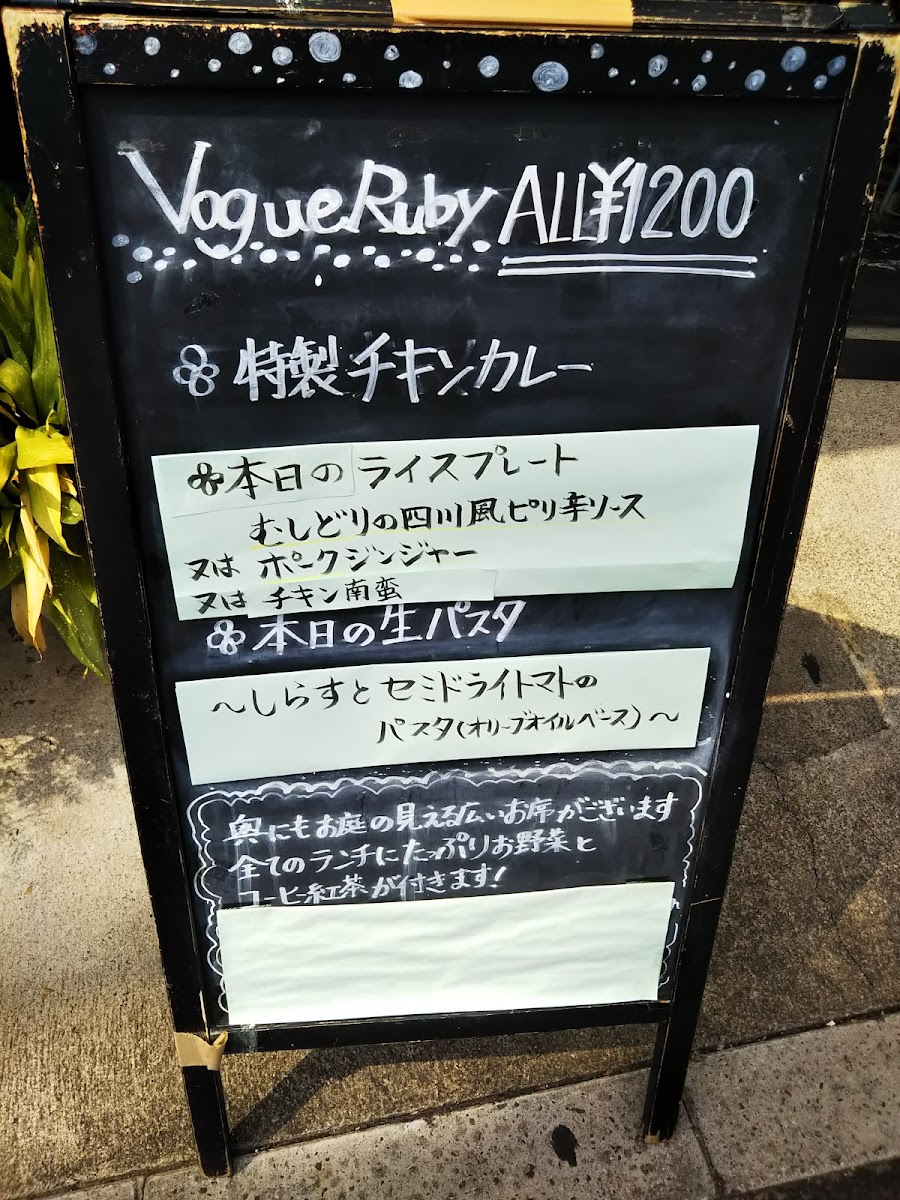 VogueRuby ALL¥1200
特製チキンカレー
本日のライスプレート
むしどりの四川風ピリ辛ソース
又は ポークジンジャー
又は チキン南蛮
本日の生パスタ
～しらすとセミドライトマトの
パスタ(オリーブオイルベース)～
奥にもお庭の見える広いお席がございます
全てのランチにたっぷりお野菜と
コーヒー紅茶が付きます!